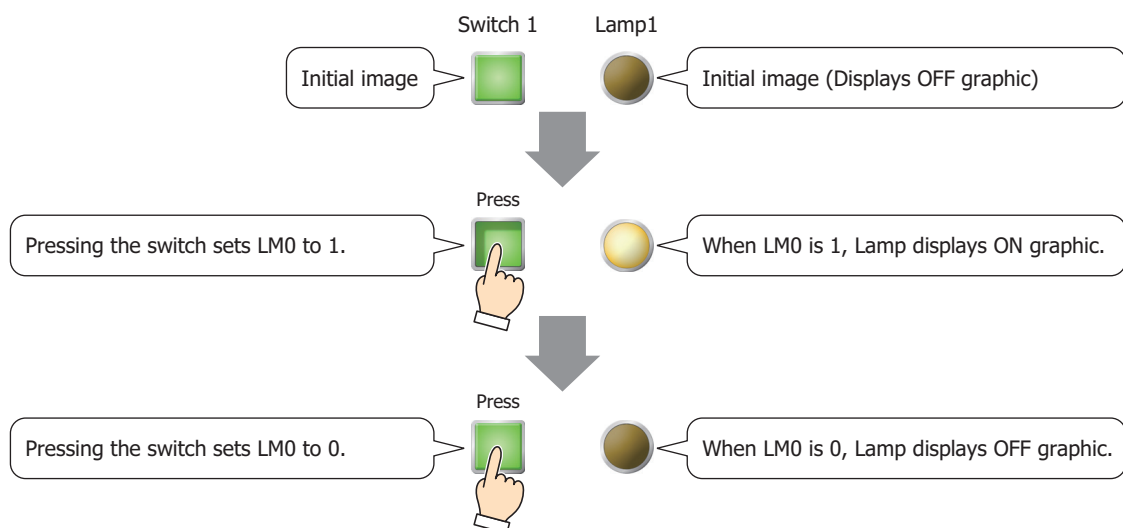 Switch 1 Lamp1
Initial image Initial image (Displays OFF graphic)
Press
Pressing the switch sets LM0 to 1. When LM0 is 1, Lamp displays ON graphic.
Press
Pressing the switch sets LM0 to 0. When LM0 is 0, Lamp displays OFF graphic.